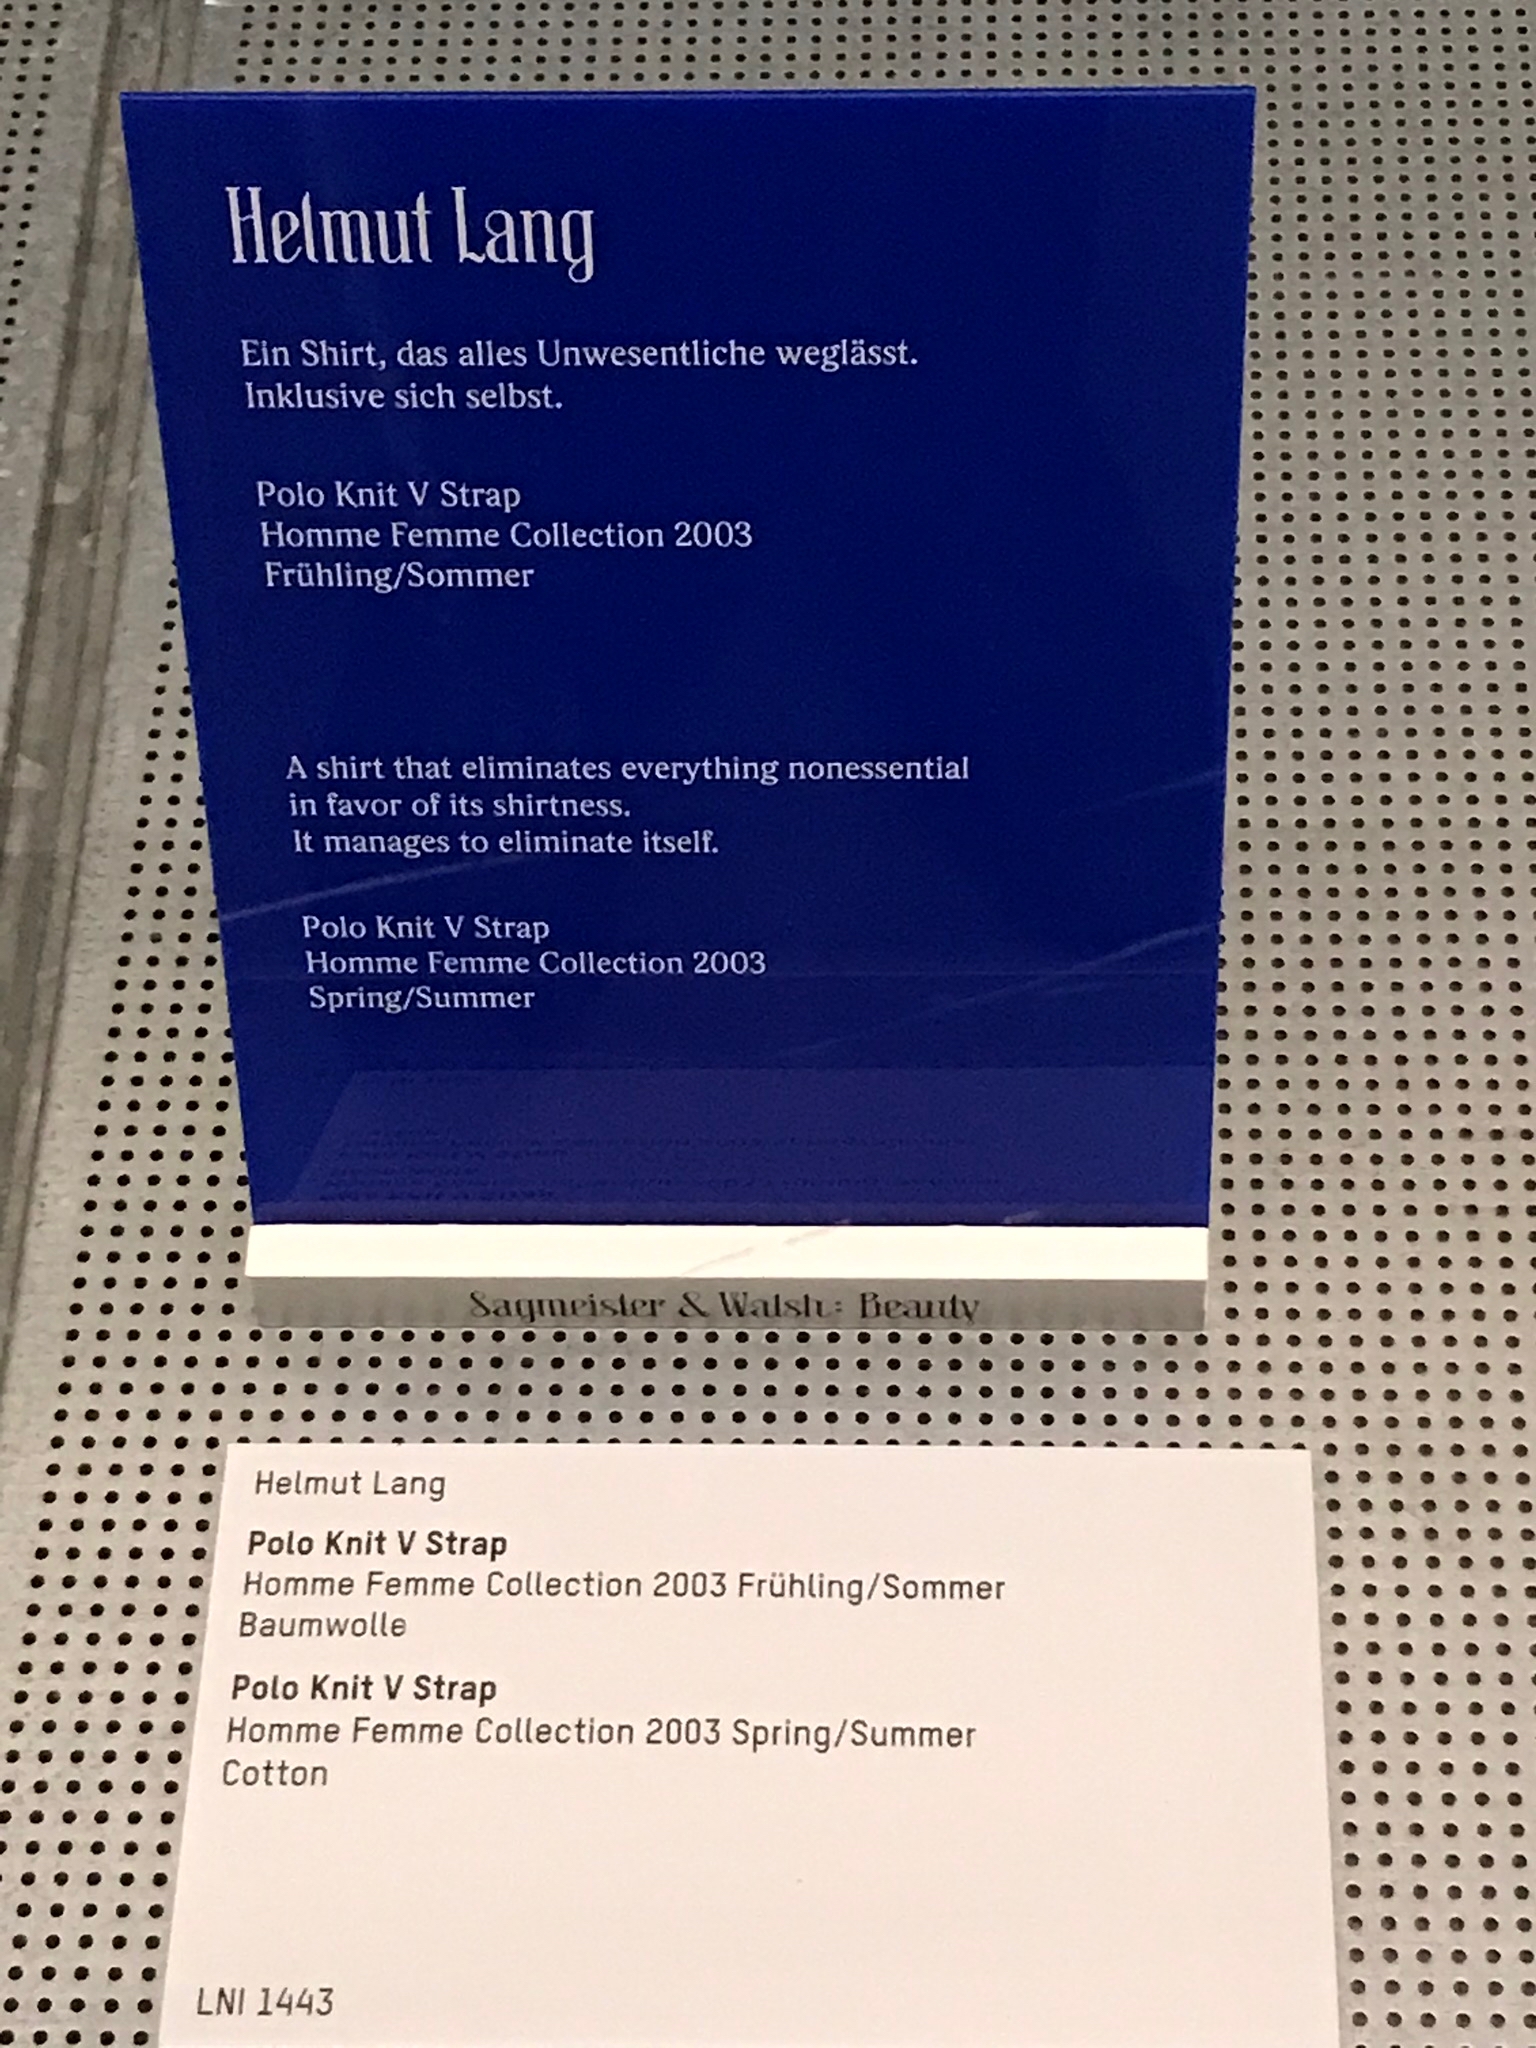 Helmut Lang
Ein Shirt, das alles Unwesentliche weglässt.
Inklusive sich selbst.
Polo Knit V Strap
Homme Femme Collection 2003
Frühling/Sommer
A shirt that eliminates everything nonessential
in favor of its shirtness.
It manages to eliminate itself.
Polo Knit V Strap
Homme Femme Collection 2003
Spring/Summer
Sagmeister & Walsh: Beauty
Helmut Lang
Polo Knit V Strap
Homme Femme Collection 2003 Frühling/Sommer
Baumwolle
Polo Knit V Strap
Homme Femme Collection 2003 Spring/Summer
Cotton
LNI 1443